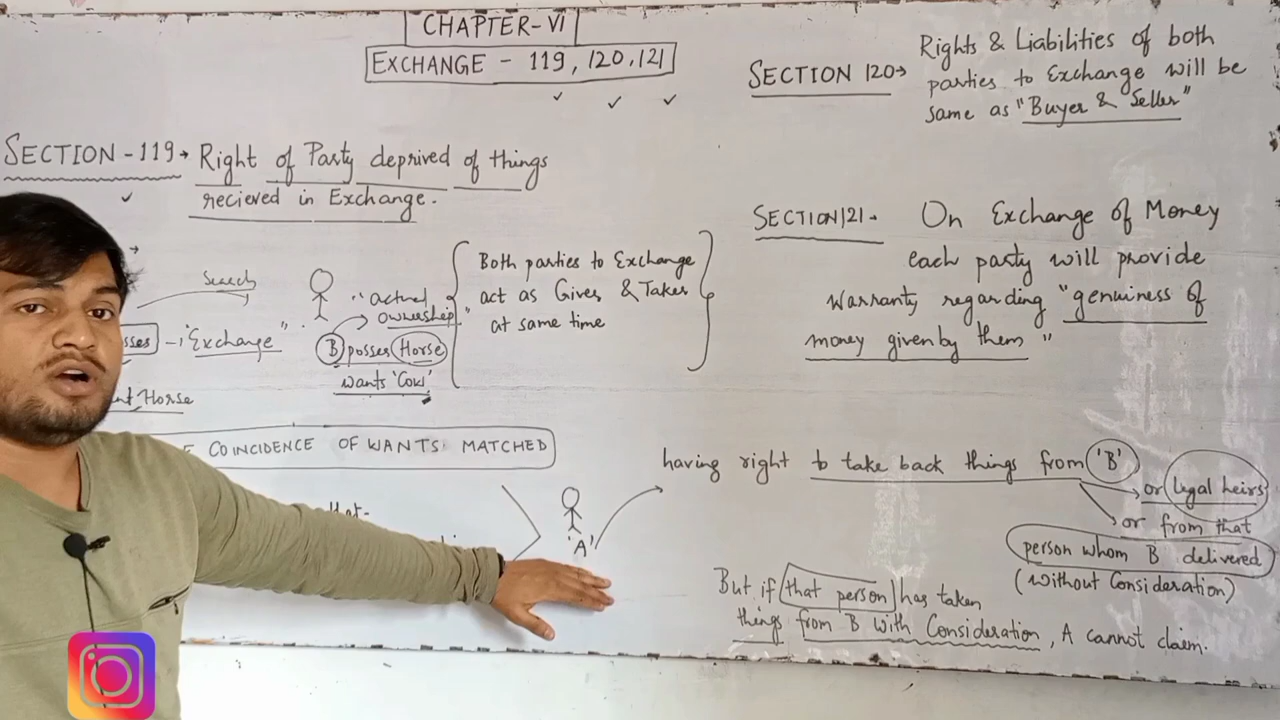 CHAPTER-VI
EXCHANGE - 119, 120, 121
SECTION-119 → Right of Party deprived of things
recieved in Exchange.
Search
"actual
ownership"
- "Exchange"
B posses Horse
wants 'Cow'
Horse
Both parties to Exchange
act as Giver & Taker
at same time
COINCIDENCE OF WANTS MATCHED
that-
'A'
SECTION 120→ Rights & Liabilities of both
parties to Exchange will be
same as "Buyer & Seller"
SECTION 121- On Exchange of Money
each party will provide
warranty regarding "genuiness of
money given by them"
having right to take back things from 'B'
or legal heirs
or from that
person whom B delivered
(without Consideration)
But if that person has taken
things from B with Consideration, A cannot claim.